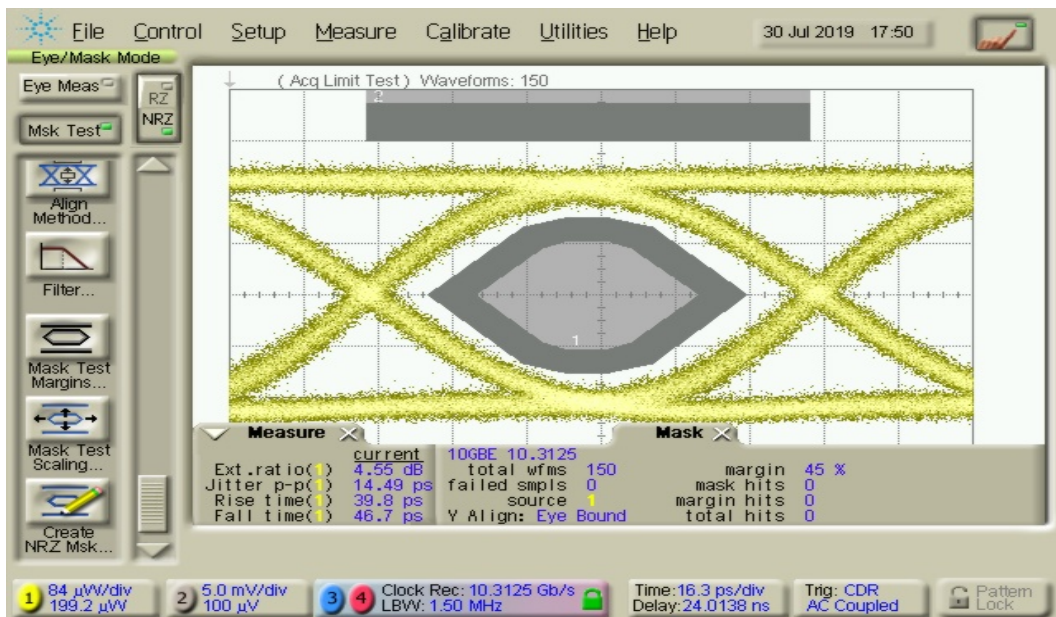 File Control Setup Measure Calibrate Utilities Help 30 Jul 2019 17:50
Eye/Mask Mode
Eye Meas
RZ
NRZ
Msk Test
Align
Method...
Filter...
Mask Test
Margins...
Mask Test
Scaling...
Create
NRZ Msk...
( Acq Limit Test ) Waveforms: 150
2
1
Measure
current
Ext.ratio(1) 4.55 dB
Jitter p-p(1) 14.49 ps
Rise time(1) 39.8 ps
Fall time(1) 46.7 ps
Mask
10GBE 10.3125
total wfms 150 margin 45 %
failed smpls 0 mask hits 0
source 1 margin hits 0
Y Align: Eye Bound total hits 0
1 84 µW/div
199.2 µW
2 5.0 mV/div
100 µV
3 4 Clock Rec: 10.3125 Gb/s
LBW: 1.50 MHz
Time:16.3 ps/div
Delay:24.0138 ns
Trig: CDR
AC Coupled
Pattern
Lock